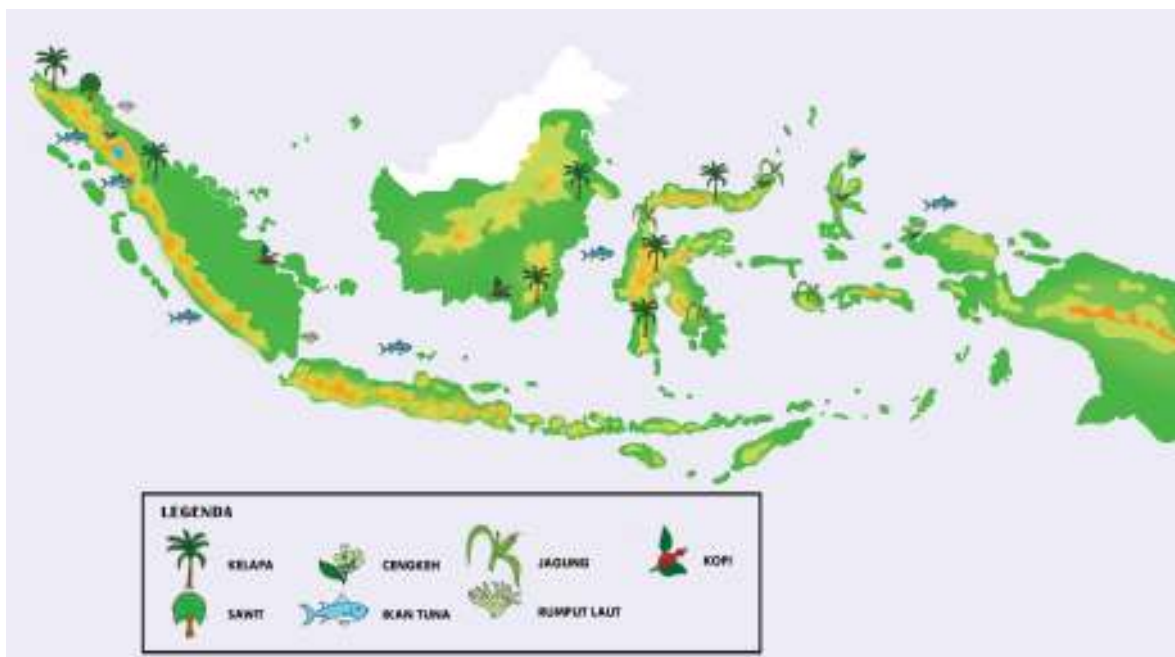 LEGENDA
KELAPA
CENGKEH
JAGUNG
KOPI
SAWIT
IKAN TUNA
RUMPUT LAUT